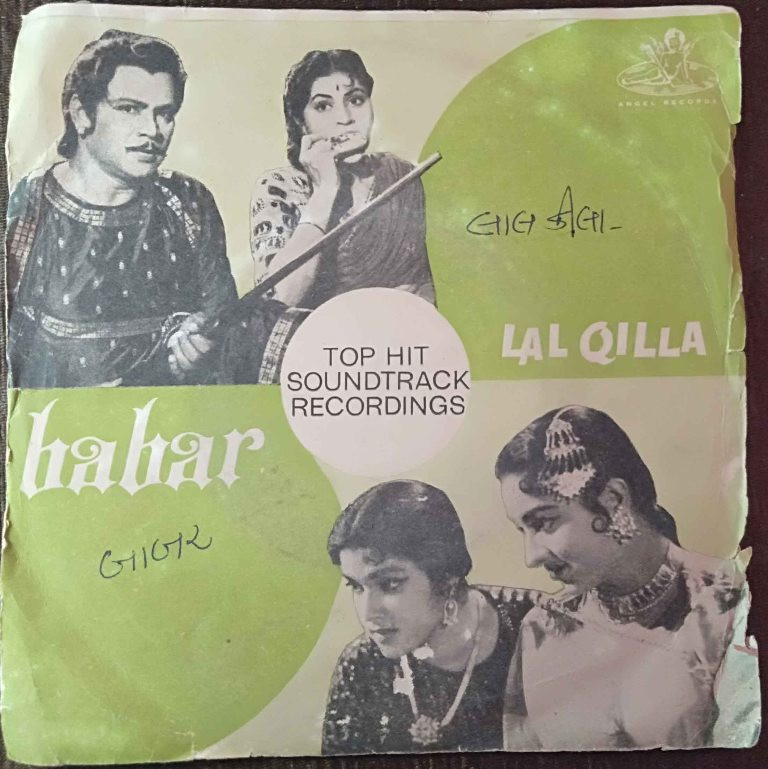 ANGEL RECORDS
લાલ કીલા
LAL QILLA
TOP HIT
SOUNDTRACK
RECORDINGS
babar
બાબર